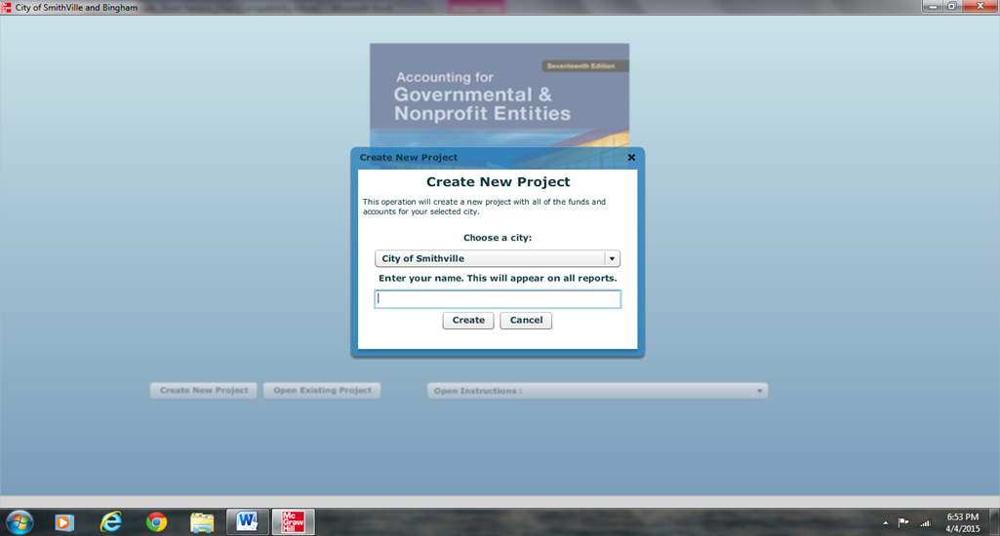 City of SmithVille and Bingham
Seventeenth Edition
Accounting for
Governmental &
Nonprofit Entities
Create New Project
Create New Project
This operation will create a new project with all of the funds and
accounts for your selected city.
Choose a city:
City of Smithville
Enter your name. This will appear on all reports.
Create Cancel
Create New Project Open Existing Project Open Instructions :
Mc
Graw
Hill
6:53 PM
4/4/2015